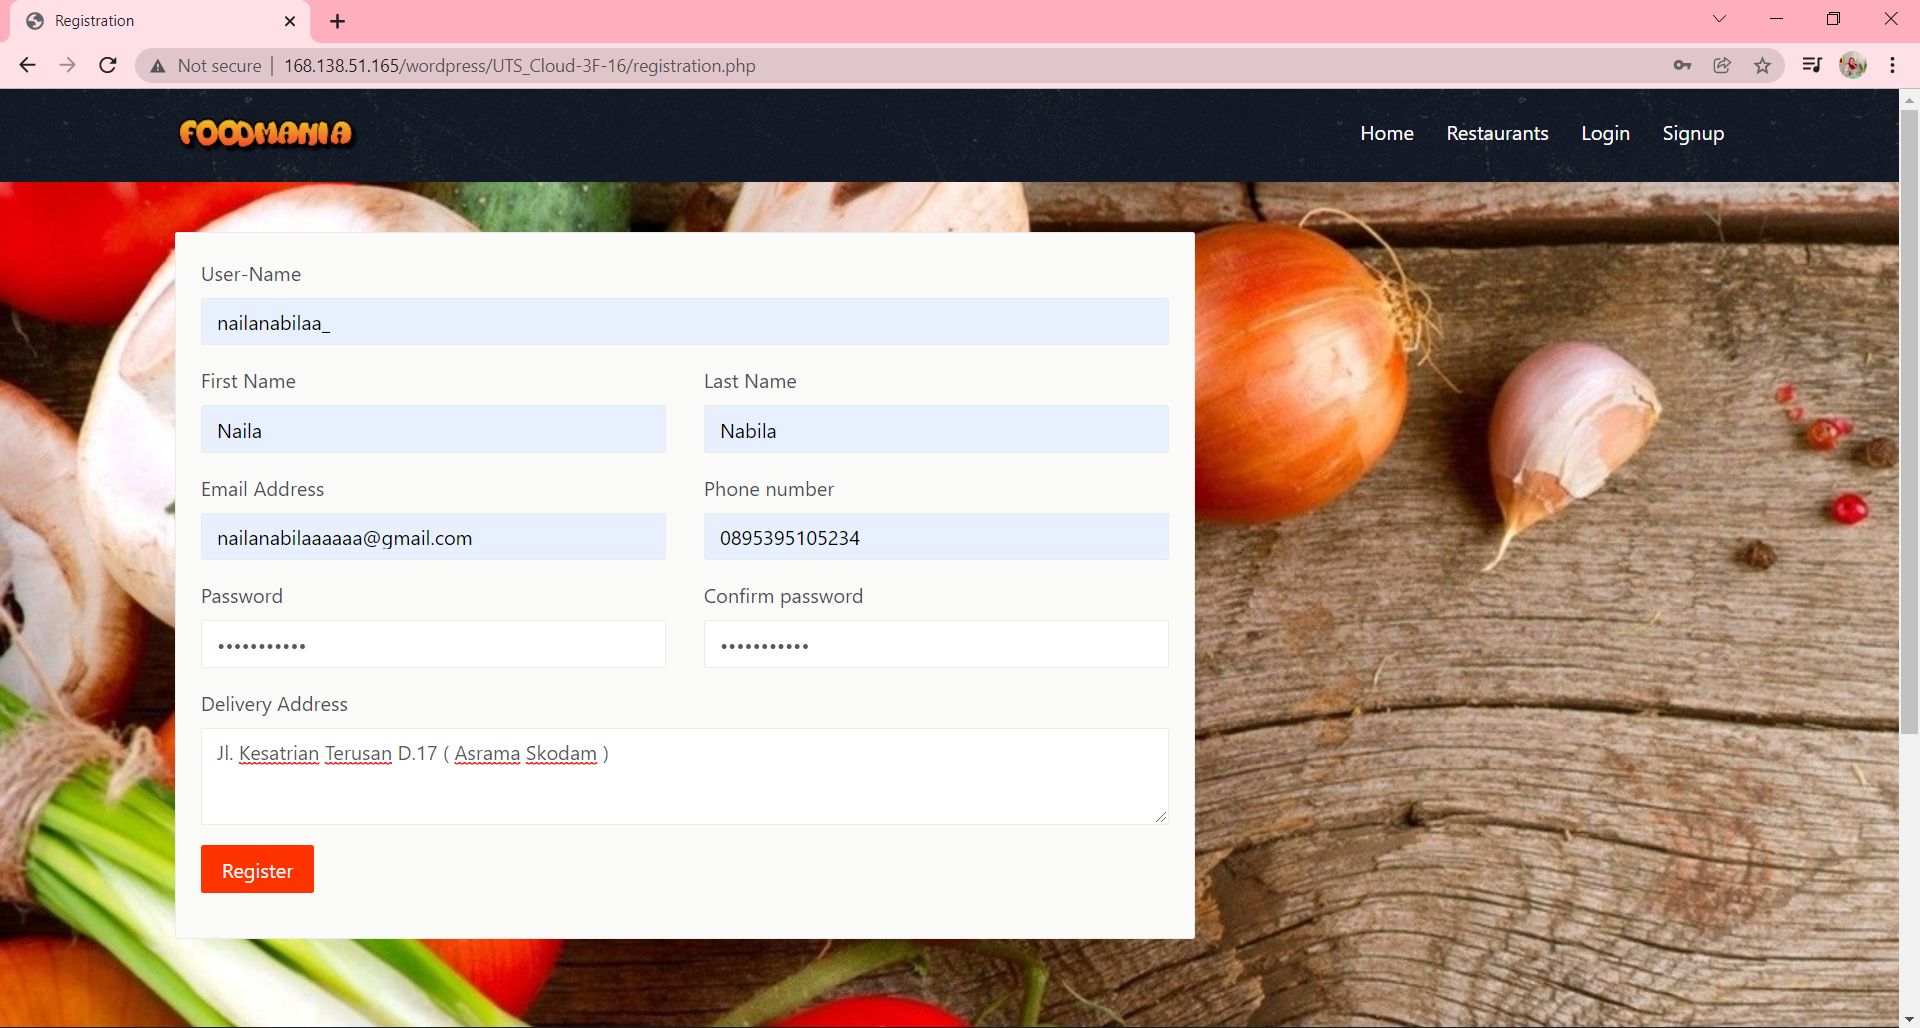 Registration
Not secure
168.138.51.165/wordpress/UTS_Cloud-3F-16/registration.php
FOODMANIA
Home Restaurants Login Signup
User-Name
nailanabilaa_
First Name Last Name
Naila Nabila
Email Address Phone number
nailanabilaaaaaa@gmail.com 0895395105234
Password Confirm password
••••••••••• •••••••••••
Delivery Address
Jl. Kesatrian Terusan D.17 ( Asrama Skodam )
Register